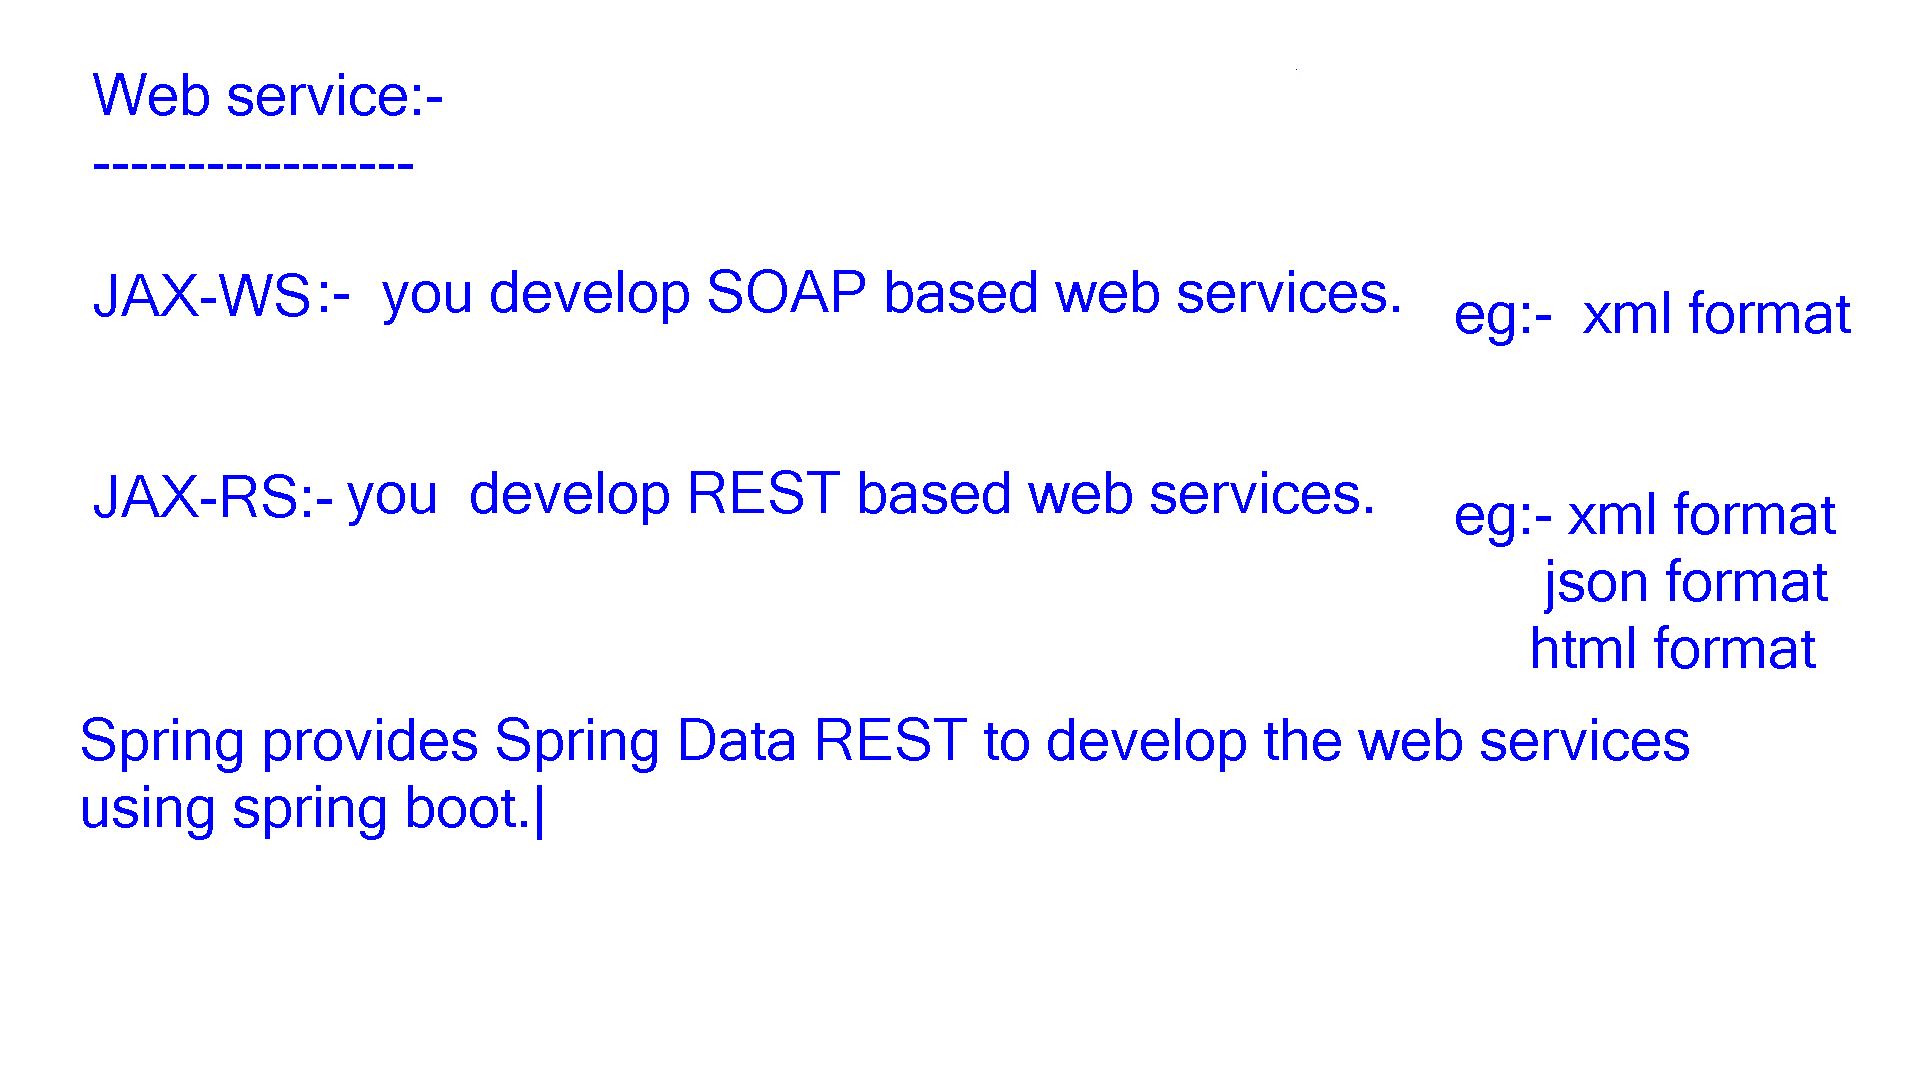 Web service:-
-----------------
JAX-WS:-  you develop SOAP based web services.
eg:-  xml format
JAX-RS:- you  develop REST based web services.
eg:- xml format
json format
html format
Spring provides Spring Data REST to develop the web services
using spring boot.